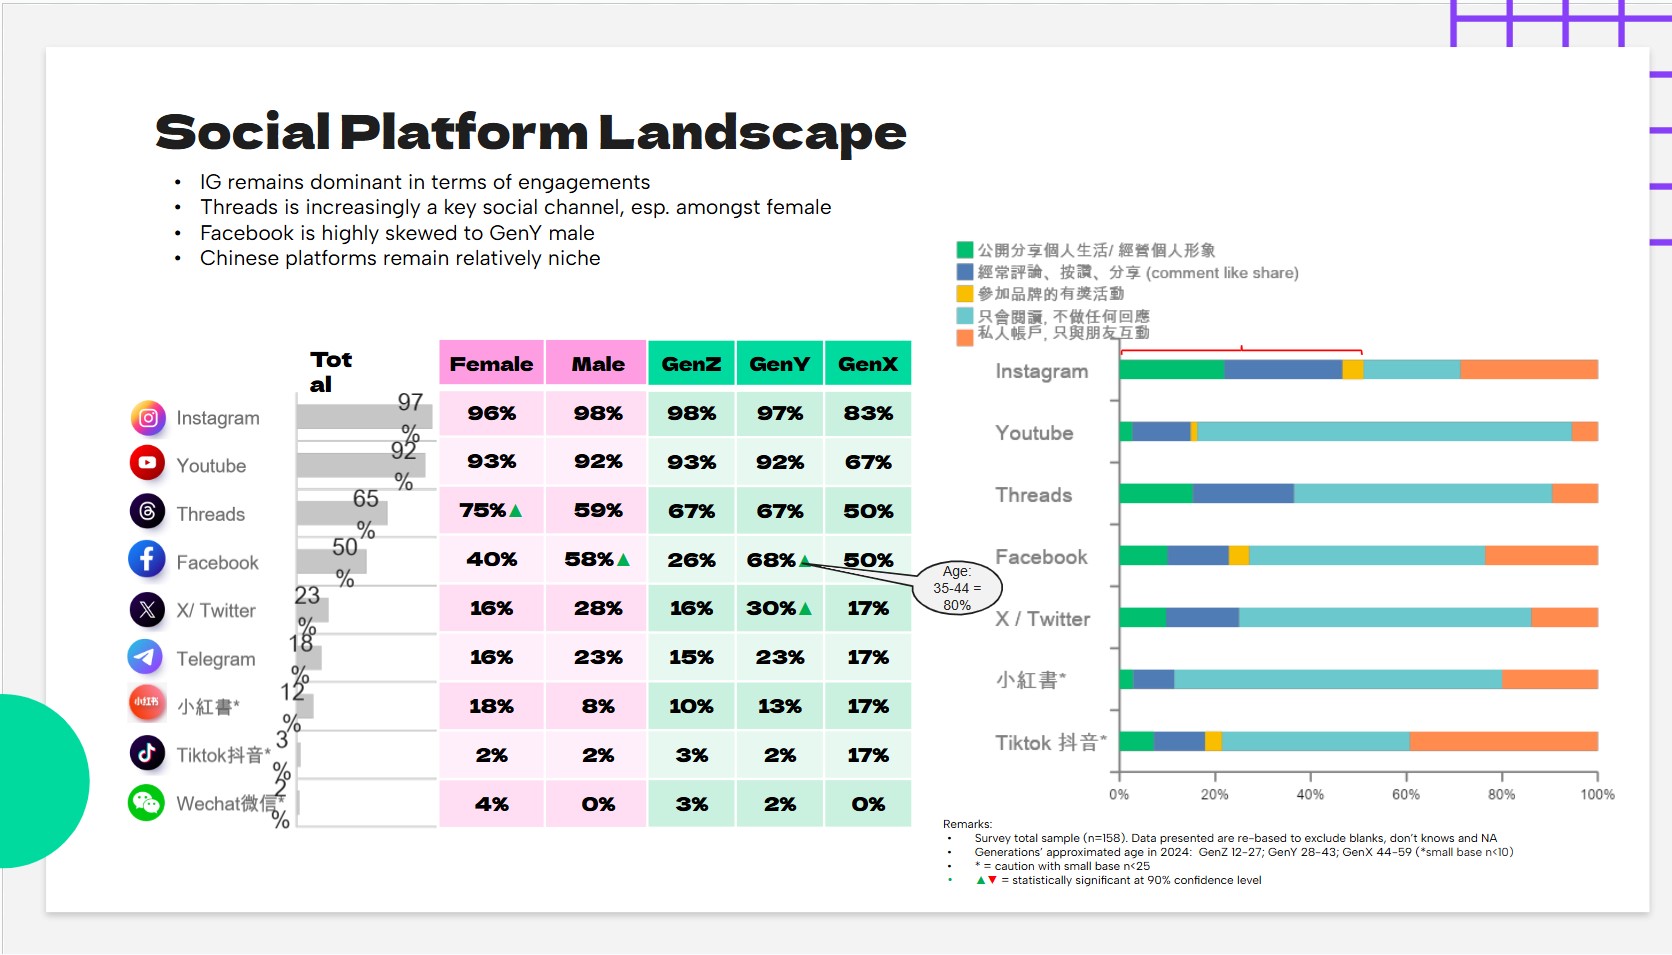 Social Platform Landscape
• IG remains dominant in terms of engagements
• Threads is increasingly a key social channel, esp. amongst female
• Facebook is highly skewed to GenY male
• Chinese platforms remain relatively niche
Tot
al
Female Male GenZ GenY GenX
Instagram 97% 96% 98% 98% 97% 83%
Youtube 92% 93% 92% 93% 92% 67%
Threads 65% 75%▲ 59% 67% 67% 50%
Facebook 50% 40% 58%▲ 26% 68%▲ 50%
X/ Twitter 23% 16% 28% 16% 30%▲ 17%
Telegram 18% 16% 23% 15% 23% 17%
小红书 小紅書* 12% 18% 8% 10% 13% 17%
Tiktok抖音* 3% 2% 2% 3% 2% 17%
Wechat微信* 2% 4% 0% 3% 2% 0%
Age:
35-44 =
80%
公開分享個人生活/ 經營個人形象
經常評論、按讚、分享 (comment like share)
參加品牌的有獎活動
只會閱讀, 不做任何回應
私人帳戶, 只與朋友互動
Instagram
Youtube
Threads
Facebook
X / Twitter
小紅書*
Tiktok 抖音*
0% 20% 40% 60% 80% 100%
Remarks:
• Survey total sample (n=158). Data presented are re-based to exclude blanks, don't knows and NA
• Generations' approximated age in 2024: GenZ 12-27; GenY 28-43; GenX 44-59 (*small base n<10)
• * = caution with small base n<25
• ▲▼ = statistically significant at 90% confidence level